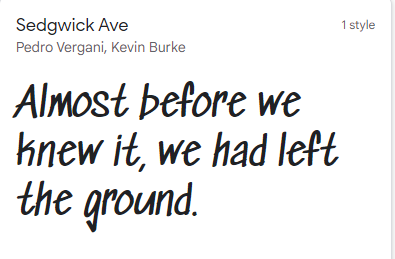 Sedgwick Ave
1 style
Pedro Vergani, Kevin Burke
Almost before we
knew it, we had left
the ground.